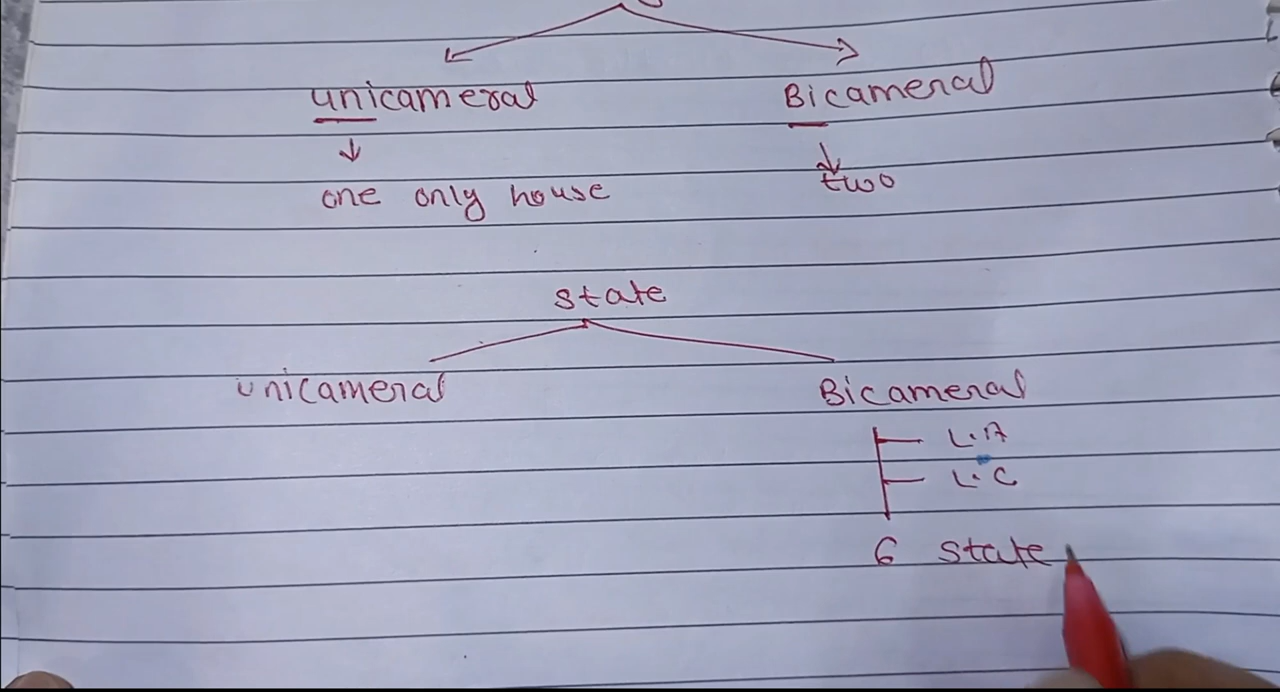 unicameral Bicameral
one only house two
state
unicameral Bicameral
L.A
L.C
6 state